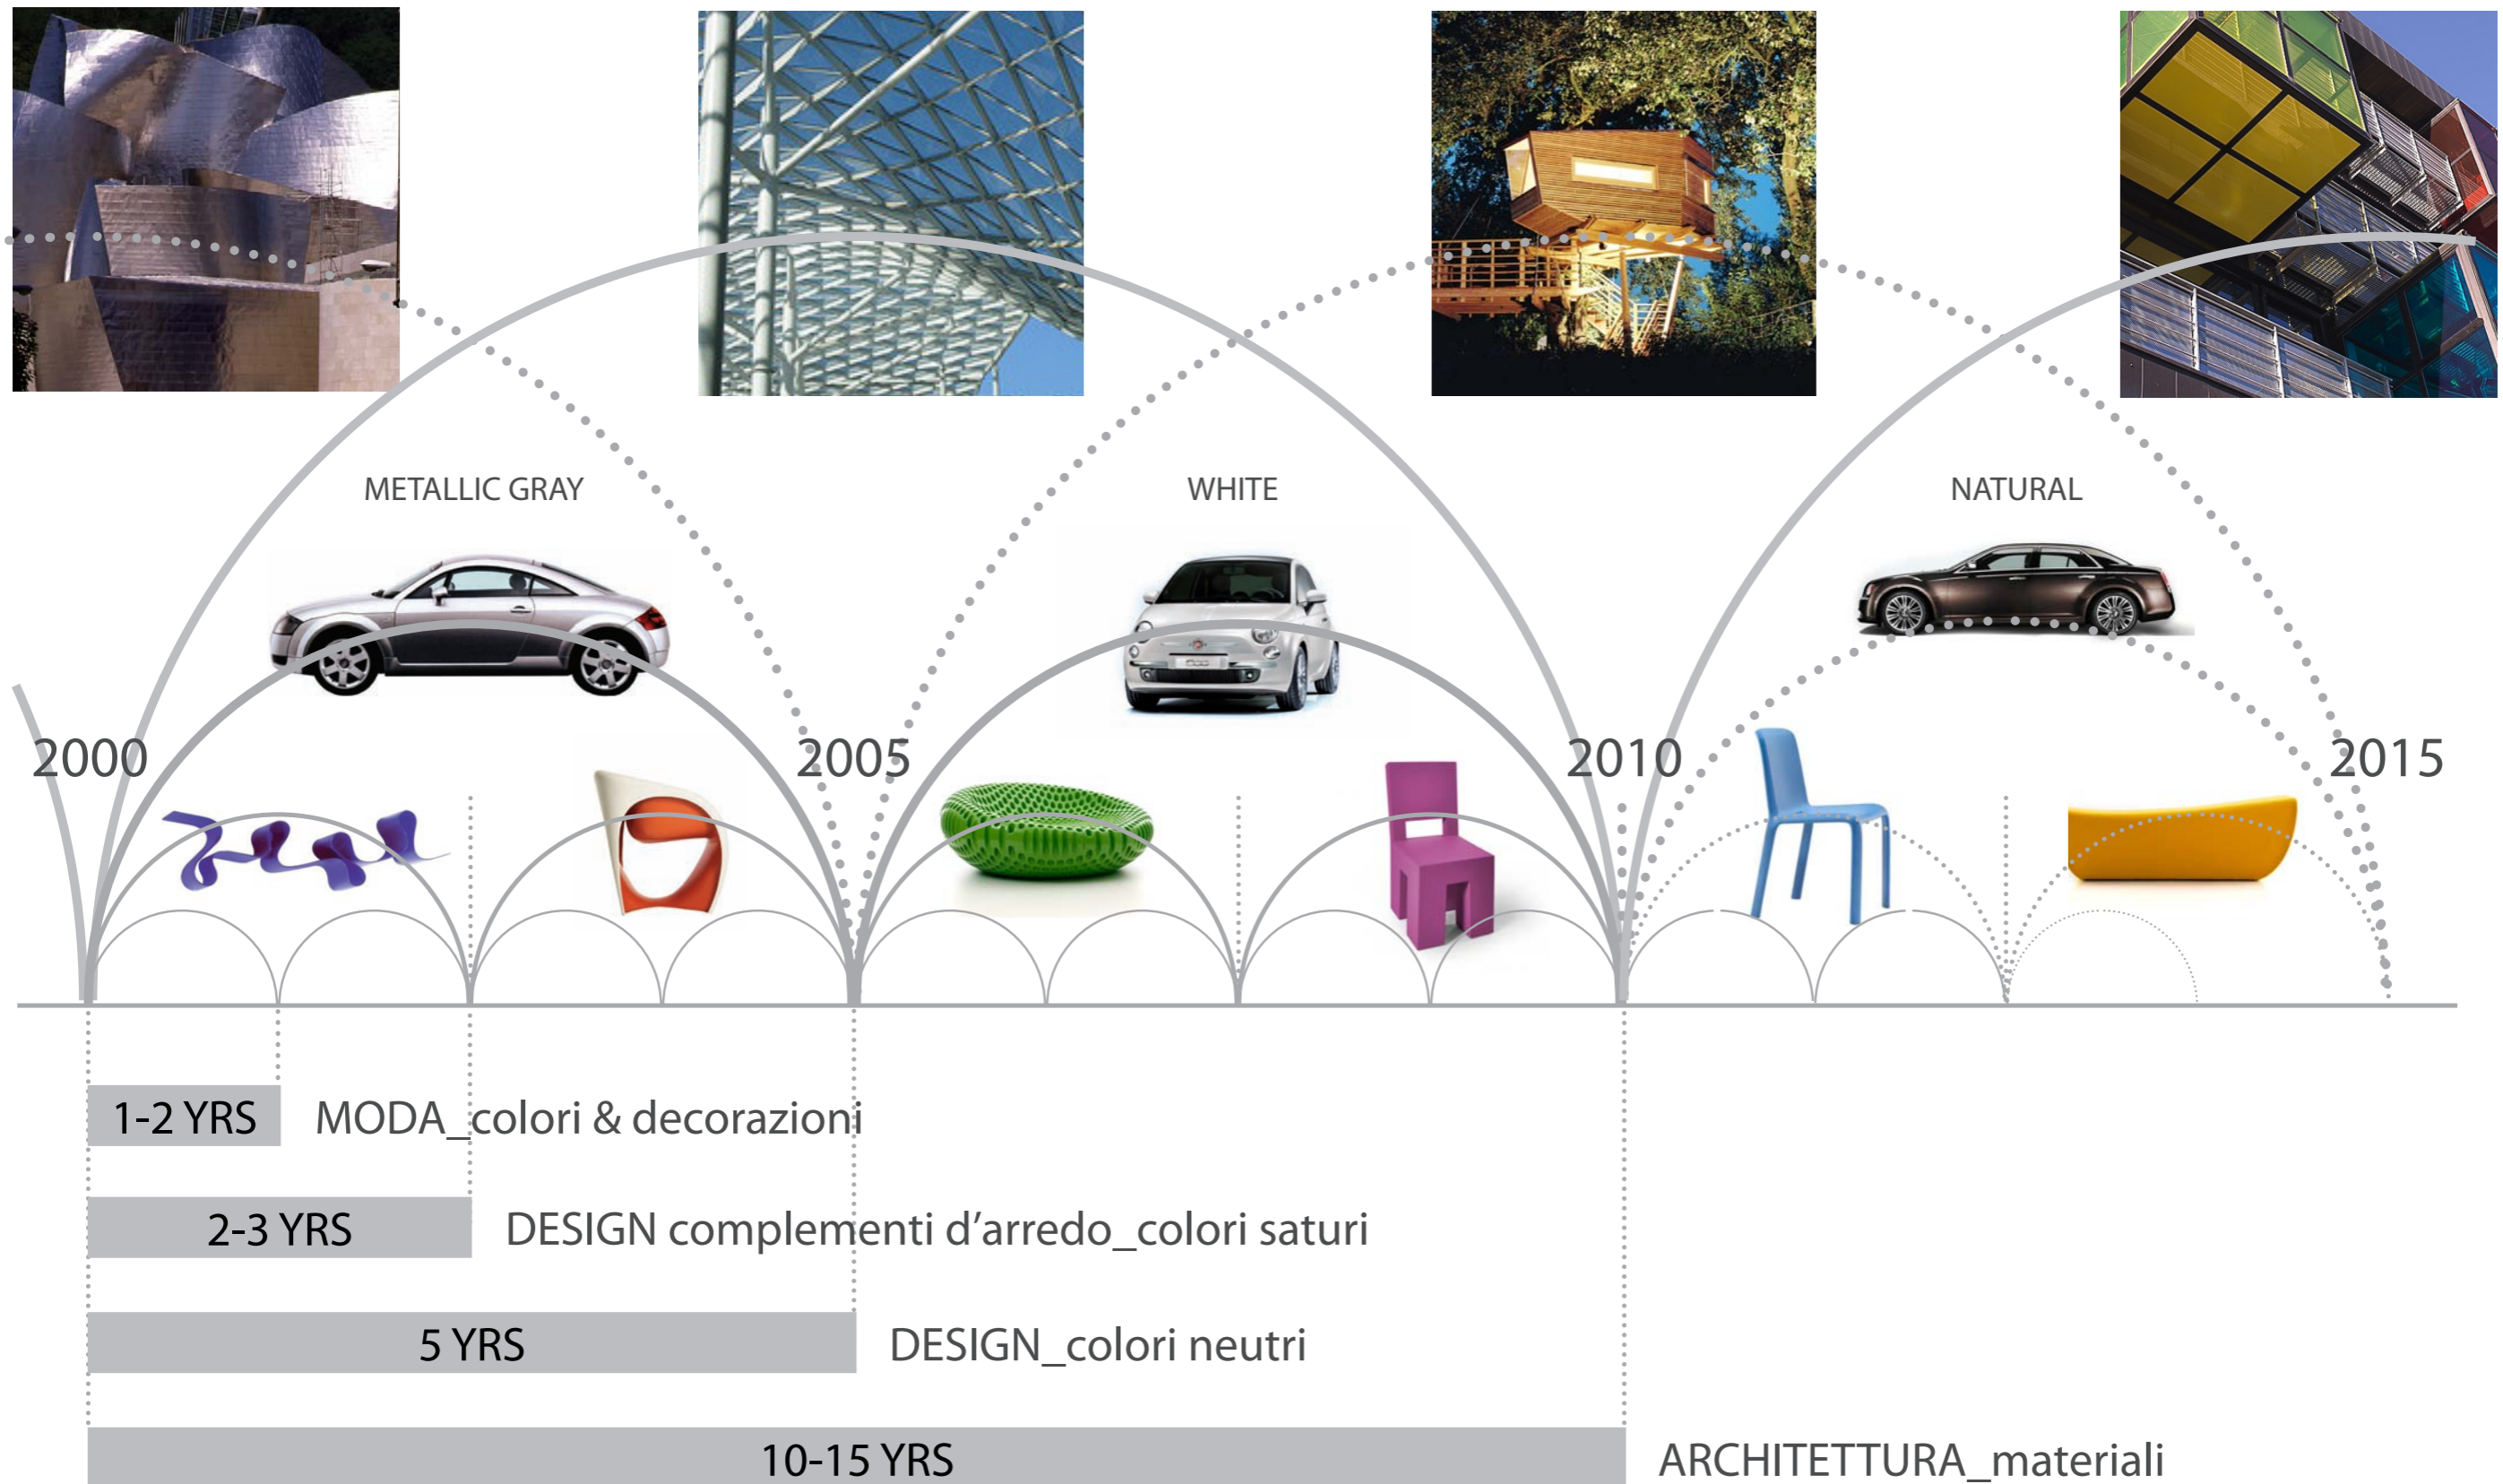 METALLIC GRAY
WHITE
NATURAL
2000
2005
2010
2015
1-2 YRS
MODA_colori & decorazioni
2-3 YRS
DESIGN complementi d’arredo_colori saturi
5 YRS
DESIGN_colori neutri
10-15 YRS
ARCHITETTURA_materiali